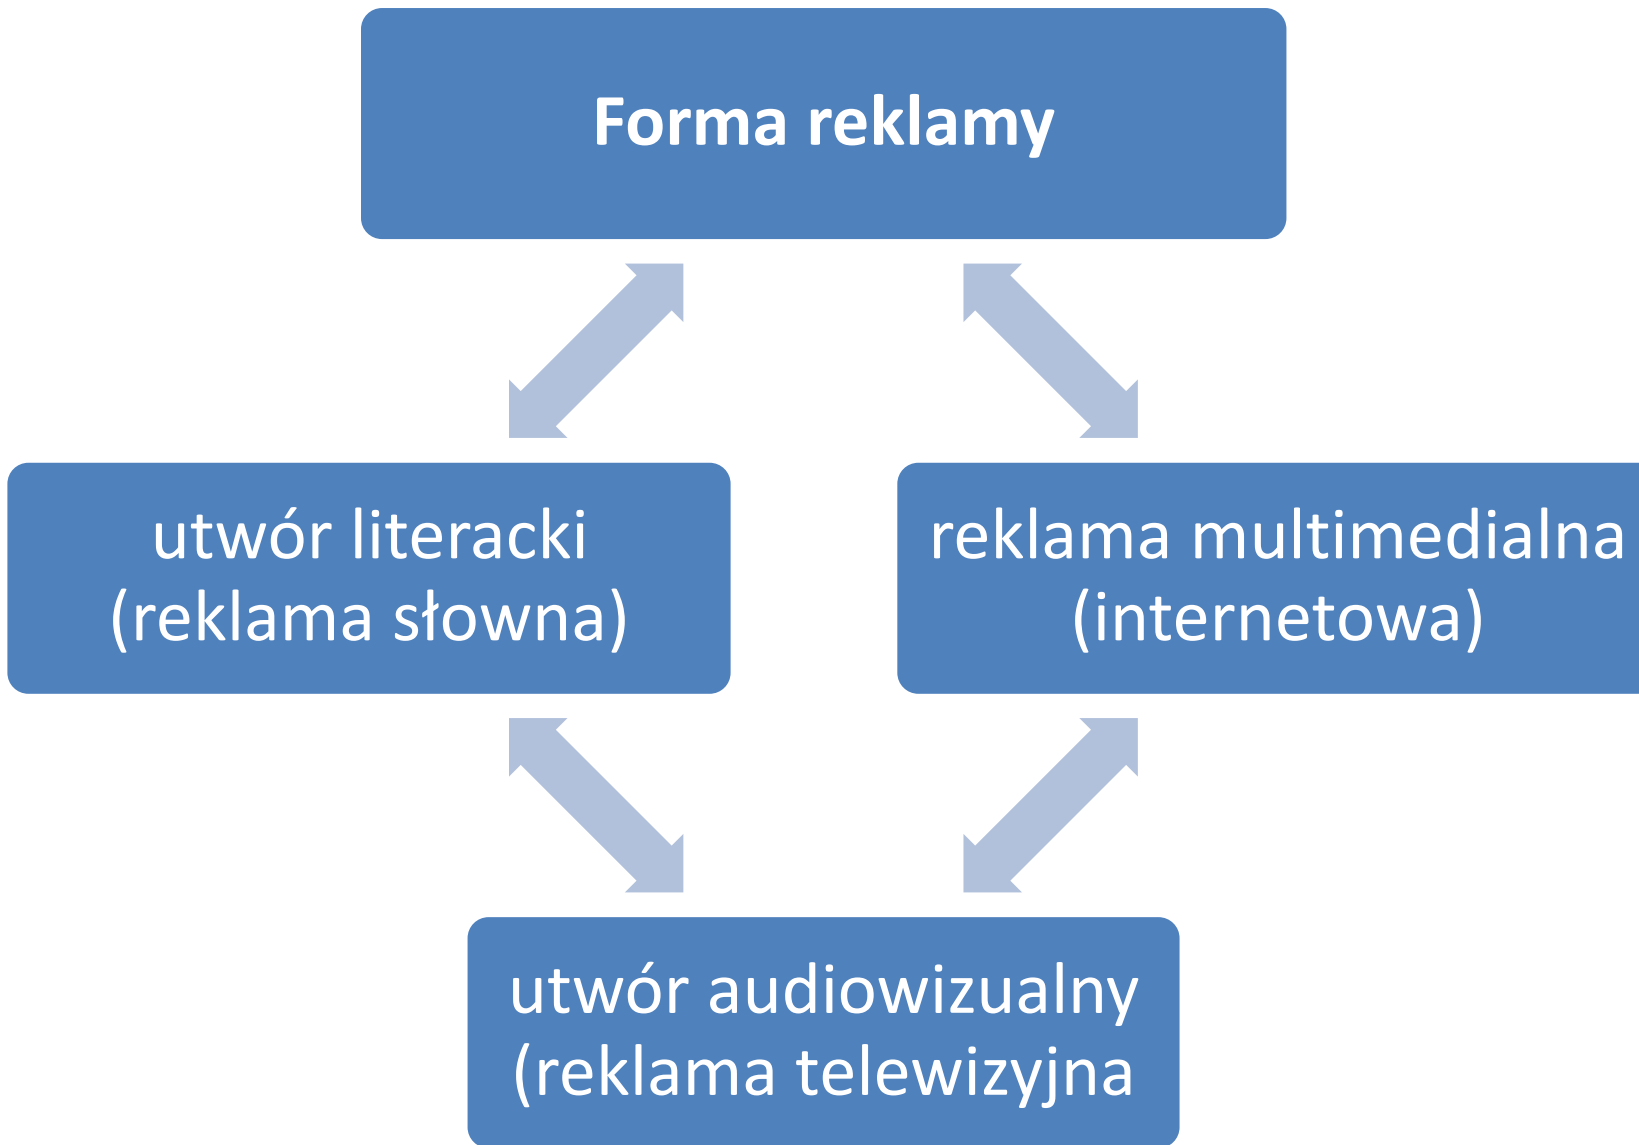 Forma reklamy
utwór literacki
(reklama słowna)
reklama multimedialna
(internetowa)
utwór audiowizualny
(reklama telewizyjna